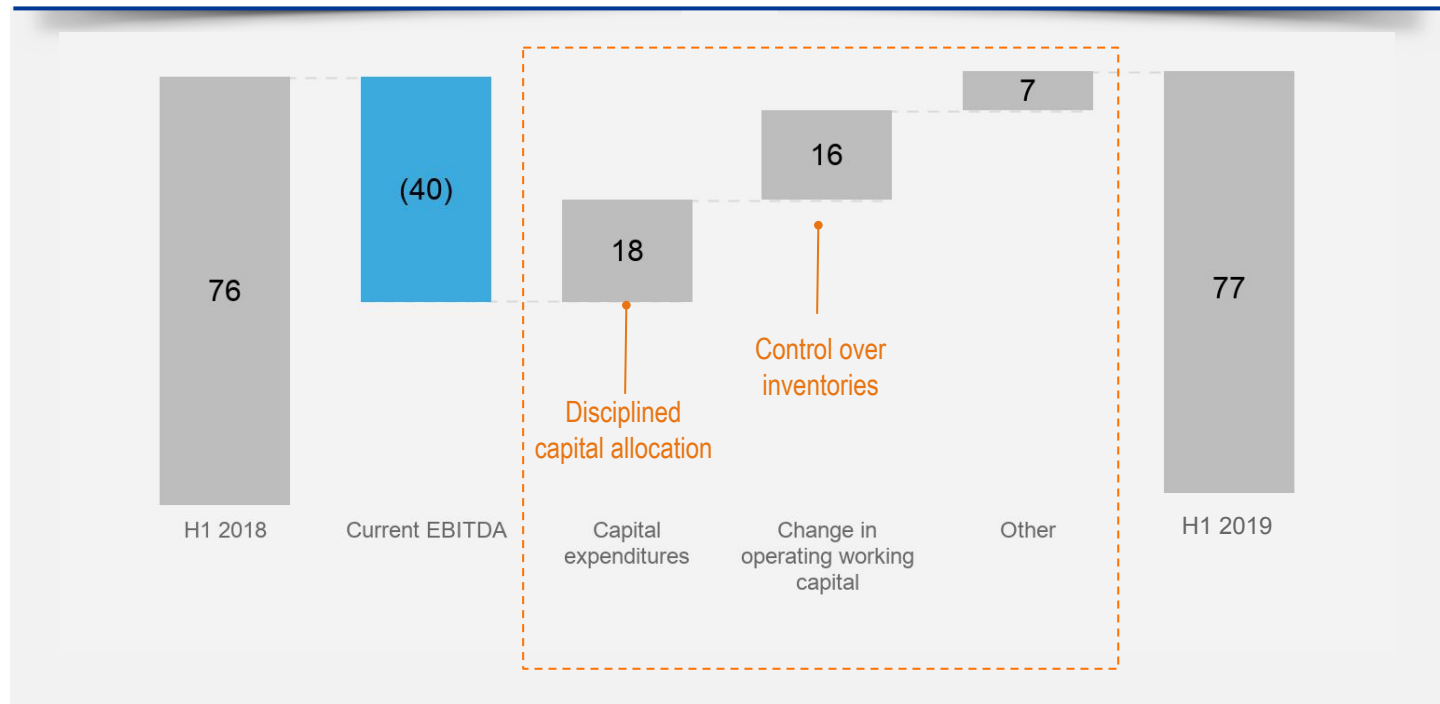 7
16
(40)
18
76
77
Control over
inventories
Disciplined
capital allocation
H1 2018
Current EBITDA
Capital
expenditures
Change in
operating working
capital
Other
H1 2019